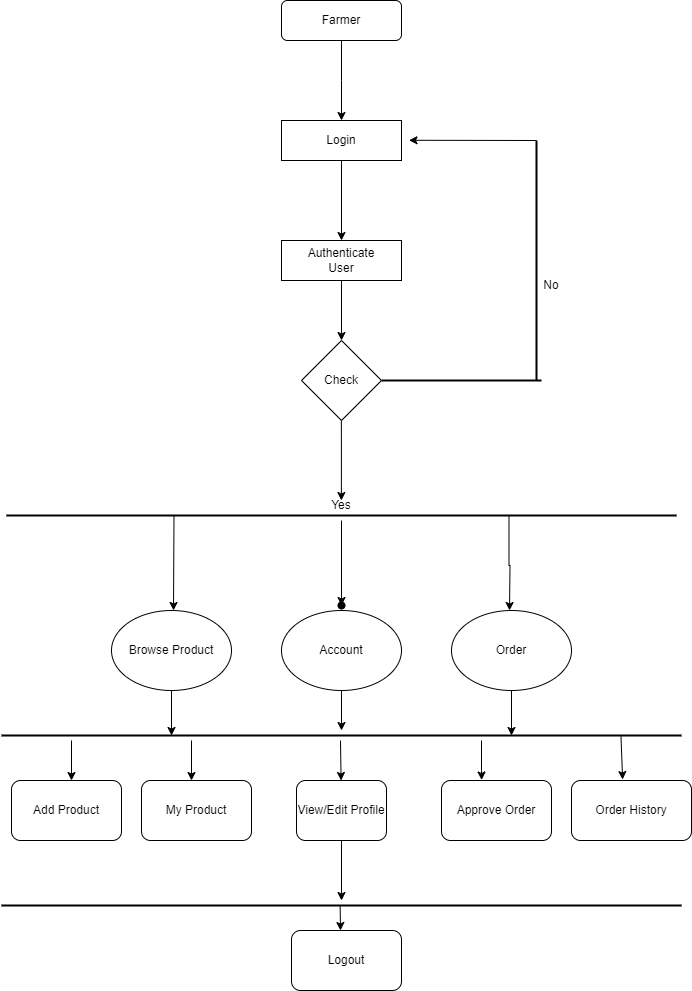 Farmer
Login
Authenticate
User
No
Check
Yes
Browse Product
Account
Order
Add Product
My Product
View/Edit Profile
Approve Order
Order History
Logout